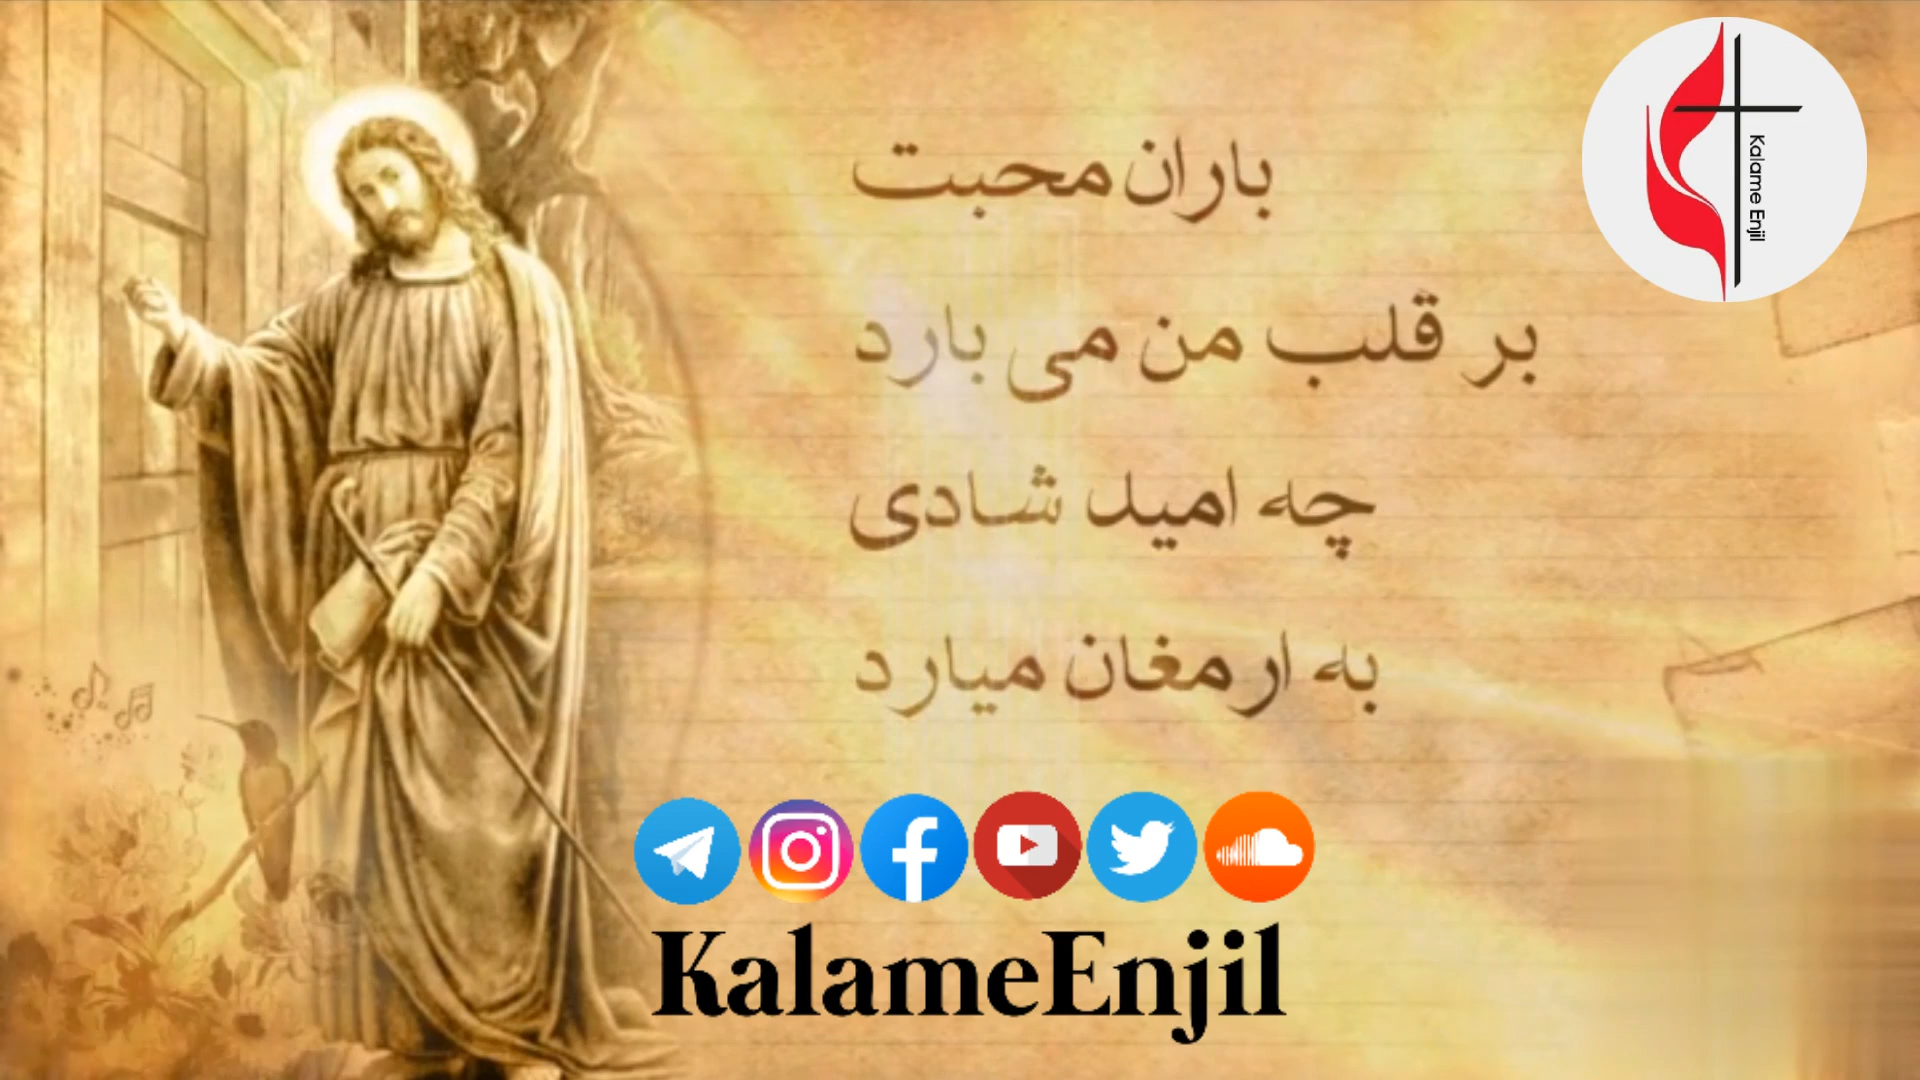 باران محبت
بر قلب من می بارد
چه امید شادی
به ارمغان میارد
Kalame Enjil
KalameEnjil